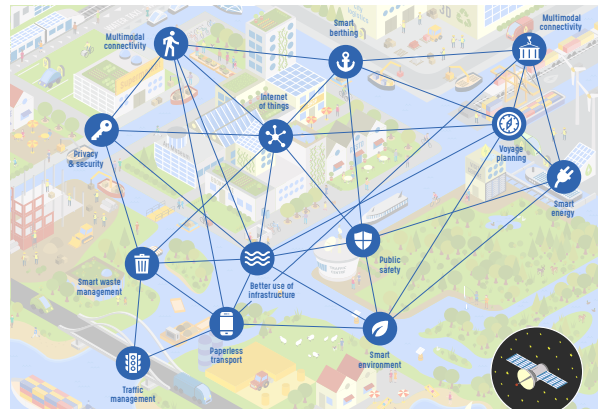 Multimodal
connectivity
Smart
berthing
Multimodal
connectivity
Internet
of things
Privacy
& security
Voyage
planning
Smart
energy
Smart waste
management
Better use of
infrastructure
Public
safety
Paperless
transport
Smart
environment
Traffic
management